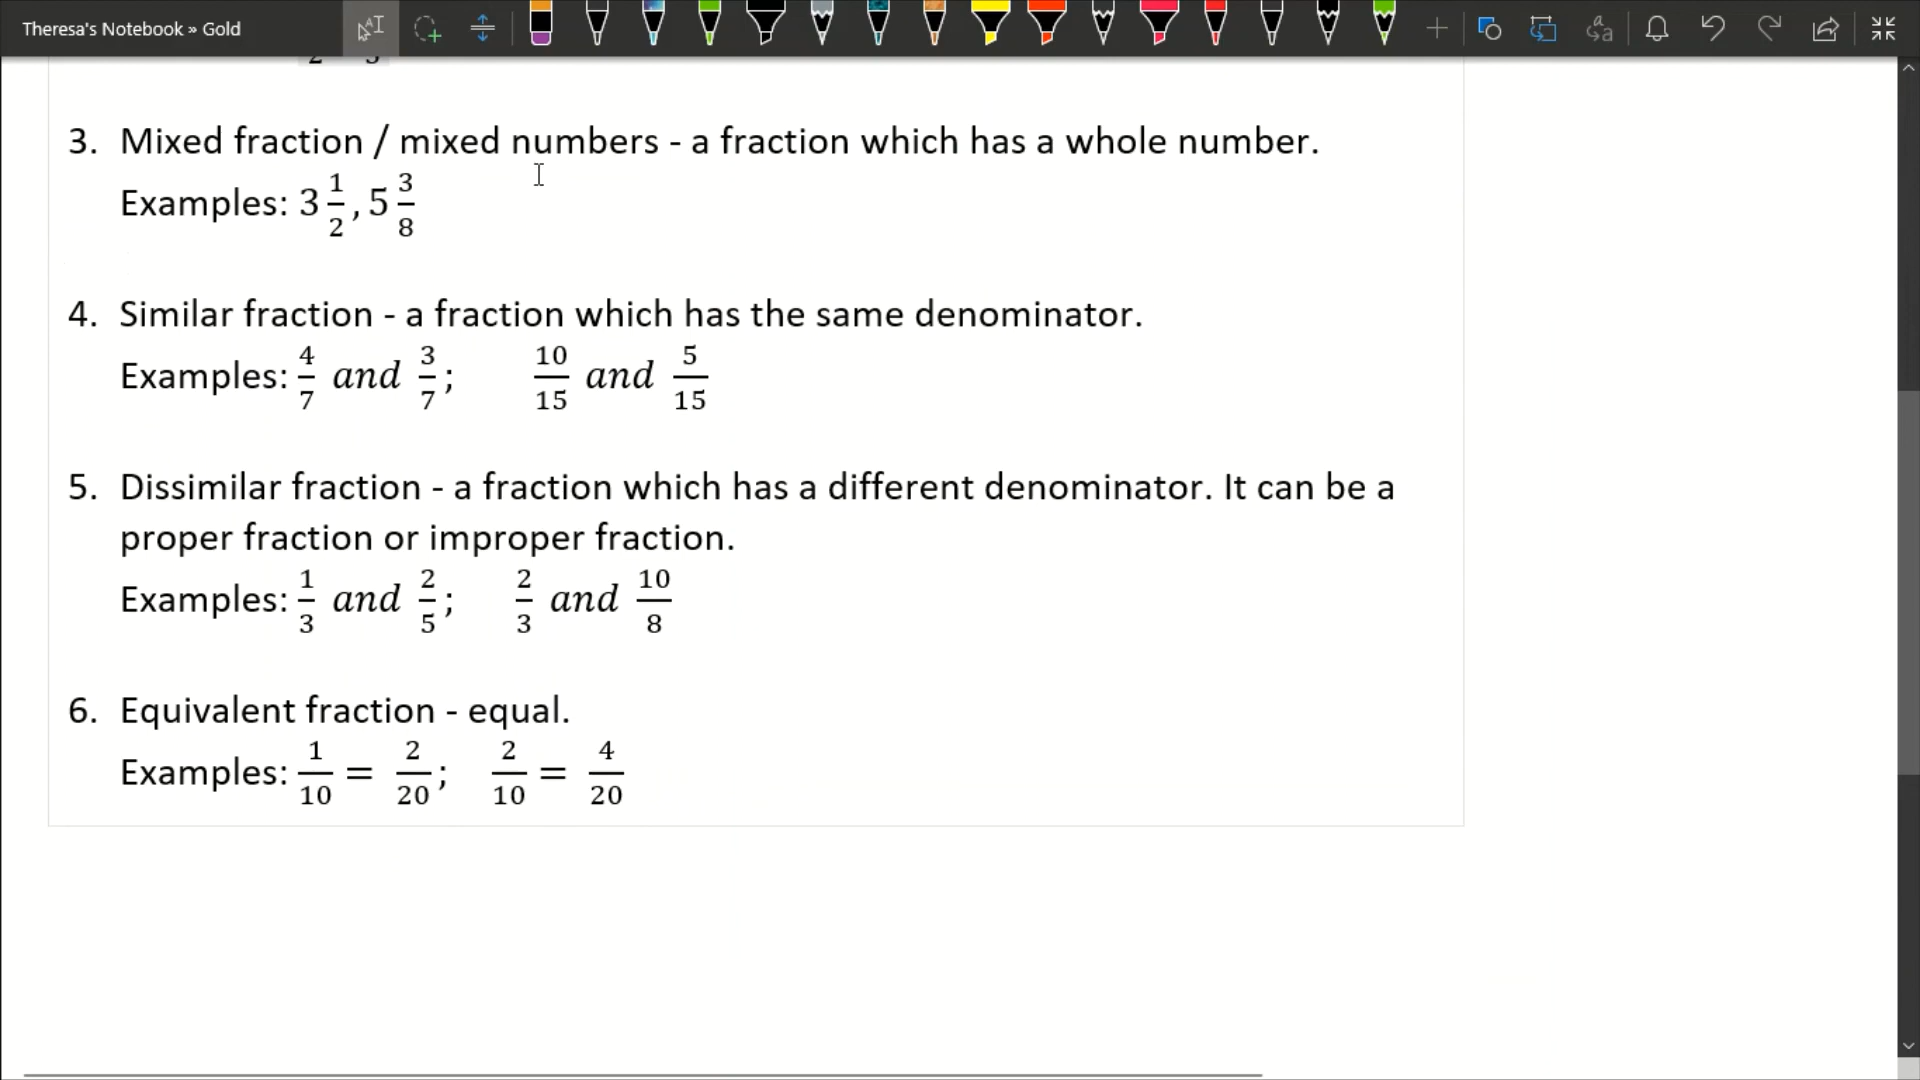 Theresa's Notebook » Gold
3. Mixed fraction / mixed numbers - a fraction which has a whole number.
Examples: 3 1/2, 5 3/8
4. Similar fraction - a fraction which has the same denominator.
Examples: 4/7 and 3/7; 10/15 and 5/15
5. Dissimilar fraction - a fraction which has a different denominator. It can be a
proper fraction or improper fraction.
Examples: 1/3 and 2/5; 2/3 and 10/8
6. Equivalent fraction - equal.
Examples: 1/10 = 2/20; 2/10 = 4/20